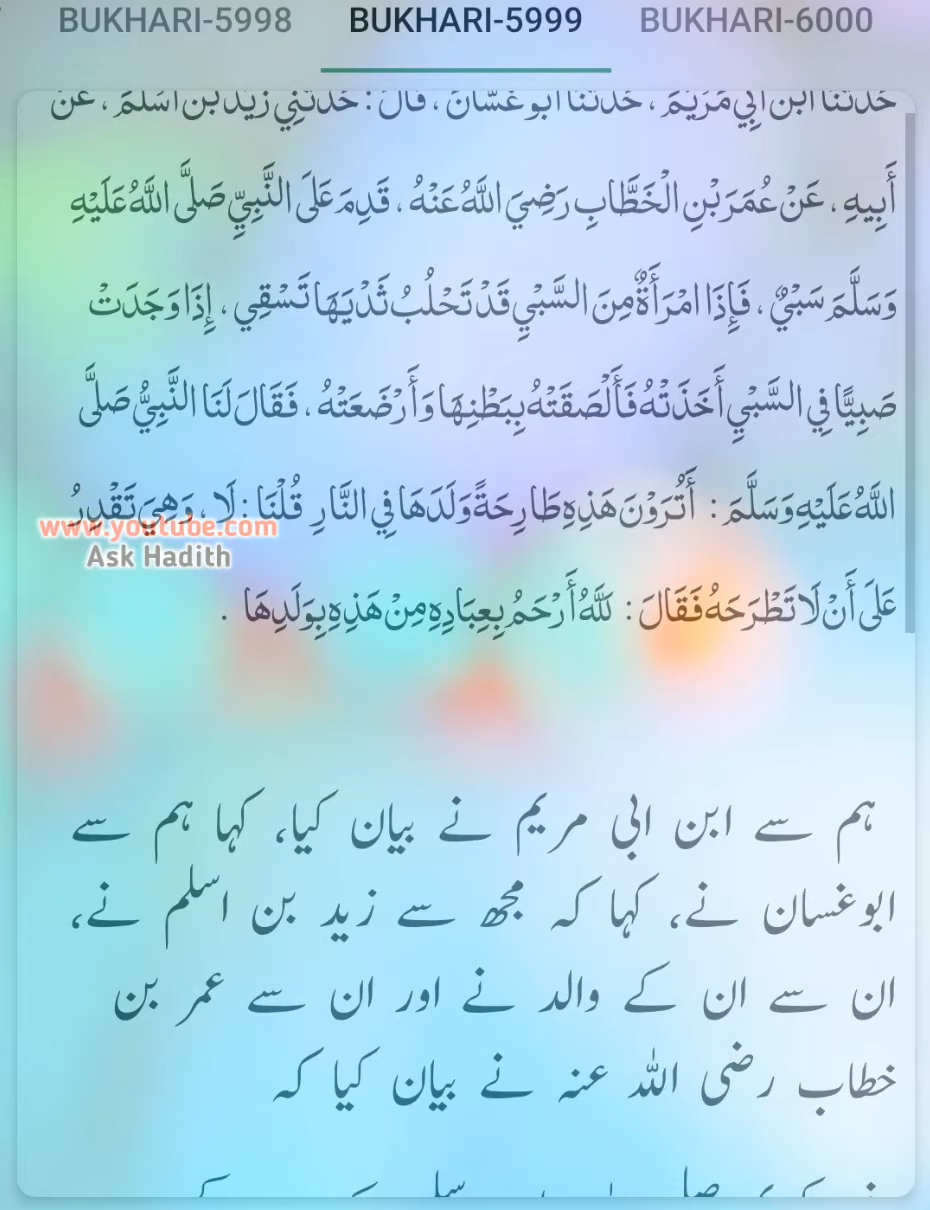 BUKHARI-5998 BUKHARI-5999 BUKHARI-6000
حَدَّثَنَا ابْنُ أَبِي مَرْيَمَ ، حَدَّثَنَا أَبُو غَسَّانَ ، قَالَ : حَدَّثَنِي زَيْدُ بْنُ أَسْلَمَ ، عَنْ
أَبِيهِ ، عَنْ عُمَرَ بْنِ الْخَطَّابِ رَضِيَ اللَّهُ عَنْهُ ، قَدِمَ عَلَى النَّبِيِّ صَلَّى اللَّهُ عَلَيْهِ
وَسَلَّمَ سَبْيٌ ، فَإِذَا امْرَأَةٌ مِنَ السَّبْيِ قَدْ تَحْلُبُ ثَدْيَهَا تَسْقِي ، إِذَا وَجَدَتْ
صَبِيًّا فِي السَّبْيِ أَخَذَتْهُ فَأَلْصَقَتْهُ بِبَطْنِهَا وَأَرْضَعَتْهُ ، فَقَالَ لَنَا النَّبِيُّ صَلَّى
اللَّهُ عَلَيْهِ وَسَلَّمَ : أَتُرَوْنَ هَذِهِ طَارِحَةً وَلَدَهَا فِي النَّارِ قُلْنَا : لَا ، وَهِيَ تَقْدِرُ
www.youtube.com
Ask Hadith
عَلَى أَنْ لَا تَطْرَحَهُ فَقَالَ : لَلَّهُ أَرْحَمُ بِعِبَادِهِ مِنْ هَذِهِ بِوَلَدِهَا .
ہم سے ابن ابی مریم نے بیان کیا، کہا ہم سے
ابوغسان نے، کہا کہ مجھ سے زید بن اسلم نے،
ان سے ان کے والد نے اور ان سے عمر بن
خطاب رضی اللہ عنہ نے بیان کیا کہ